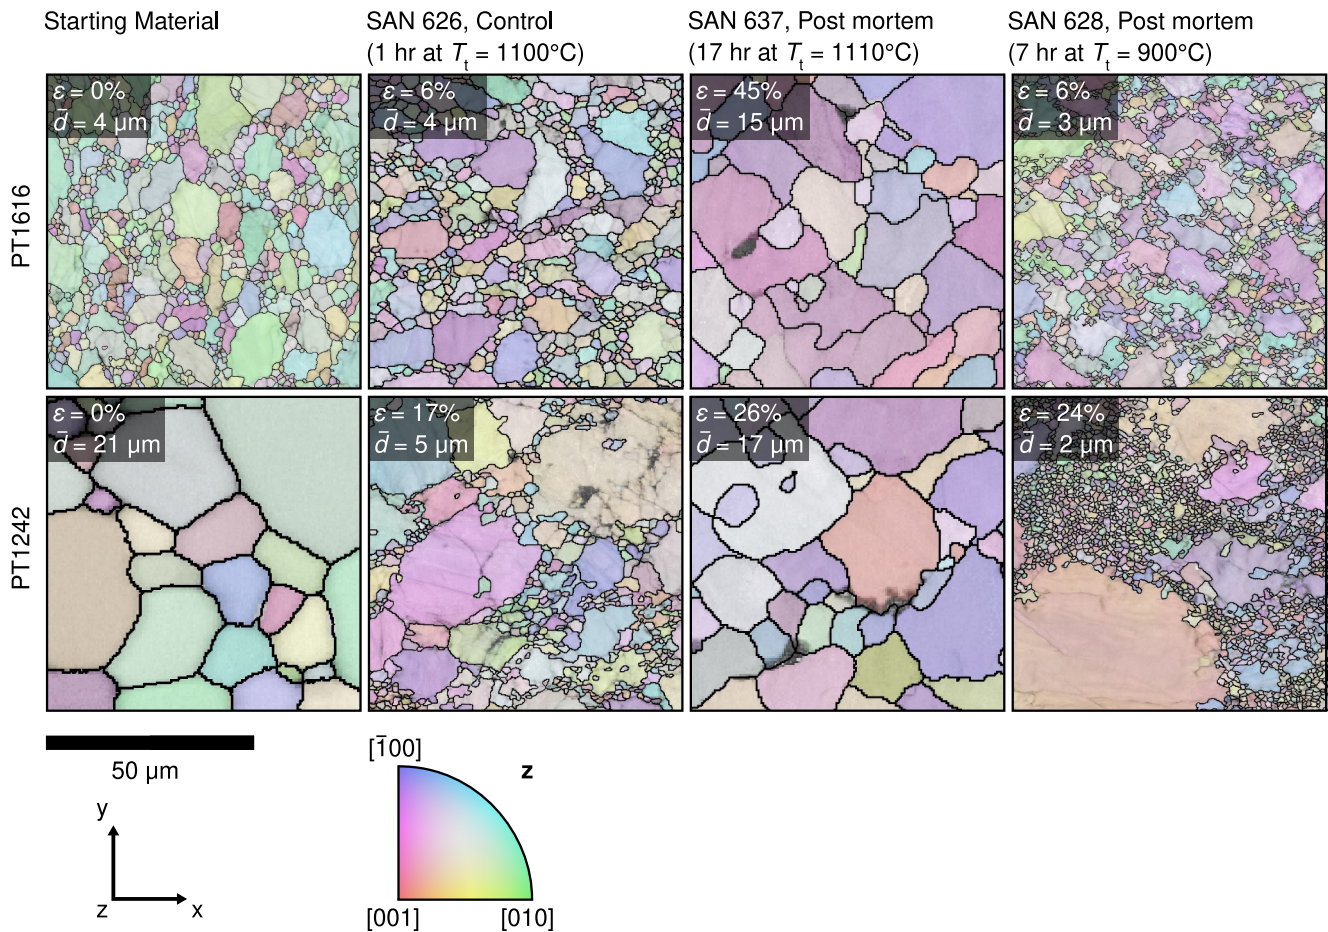 Starting Material
SAN 626, Control
(1 hr at Tt = 1100°C)
SAN 637, Post mortem
(17 hr at Tt = 1110°C)
SAN 628, Post mortem
(7 hr at Tt = 900°C)
PT1616
ε = 0%
d̄ = 4 µm
ε = 6%
d̄ = 4 µm
ε = 45%
d̄ = 15 µm
ε = 6%
d̄ = 3 µm
PT1242
ε = 0%
d̄ = 21 µm
ε = 17%
d̄ = 5 µm
ε = 26%
d̄ = 17 µm
ε = 24%
d̄ = 2 µm
50 µm
y
z
x
[1̄00]
z
[001]
[010]